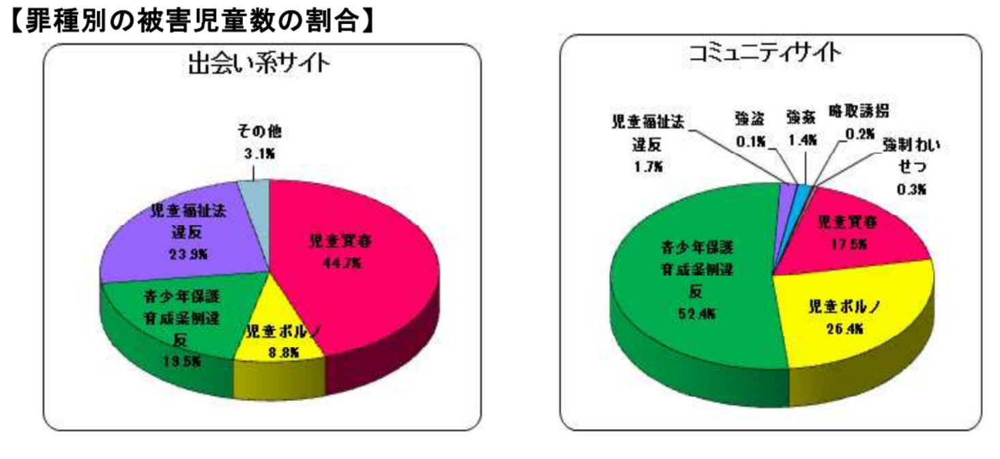 【罪種別の被害児童数の割合】
出会い系サイト
その他
3.1%
児童福祉法
違反
23.9%
児童買春
44.7%
青少年保護
育成条例違
反
19.5%
児童ポルノ
8.8%
コミュニティサイト
児童福祉法
違反
1.7%
強盗
0.1%
強姦
1.4%
略取誘拐
0.2%
強制わい
せつ
0.3%
児童買春
17.5%
青少年保護
育成条例違
反
52.4%
児童ポルノ
26.4%